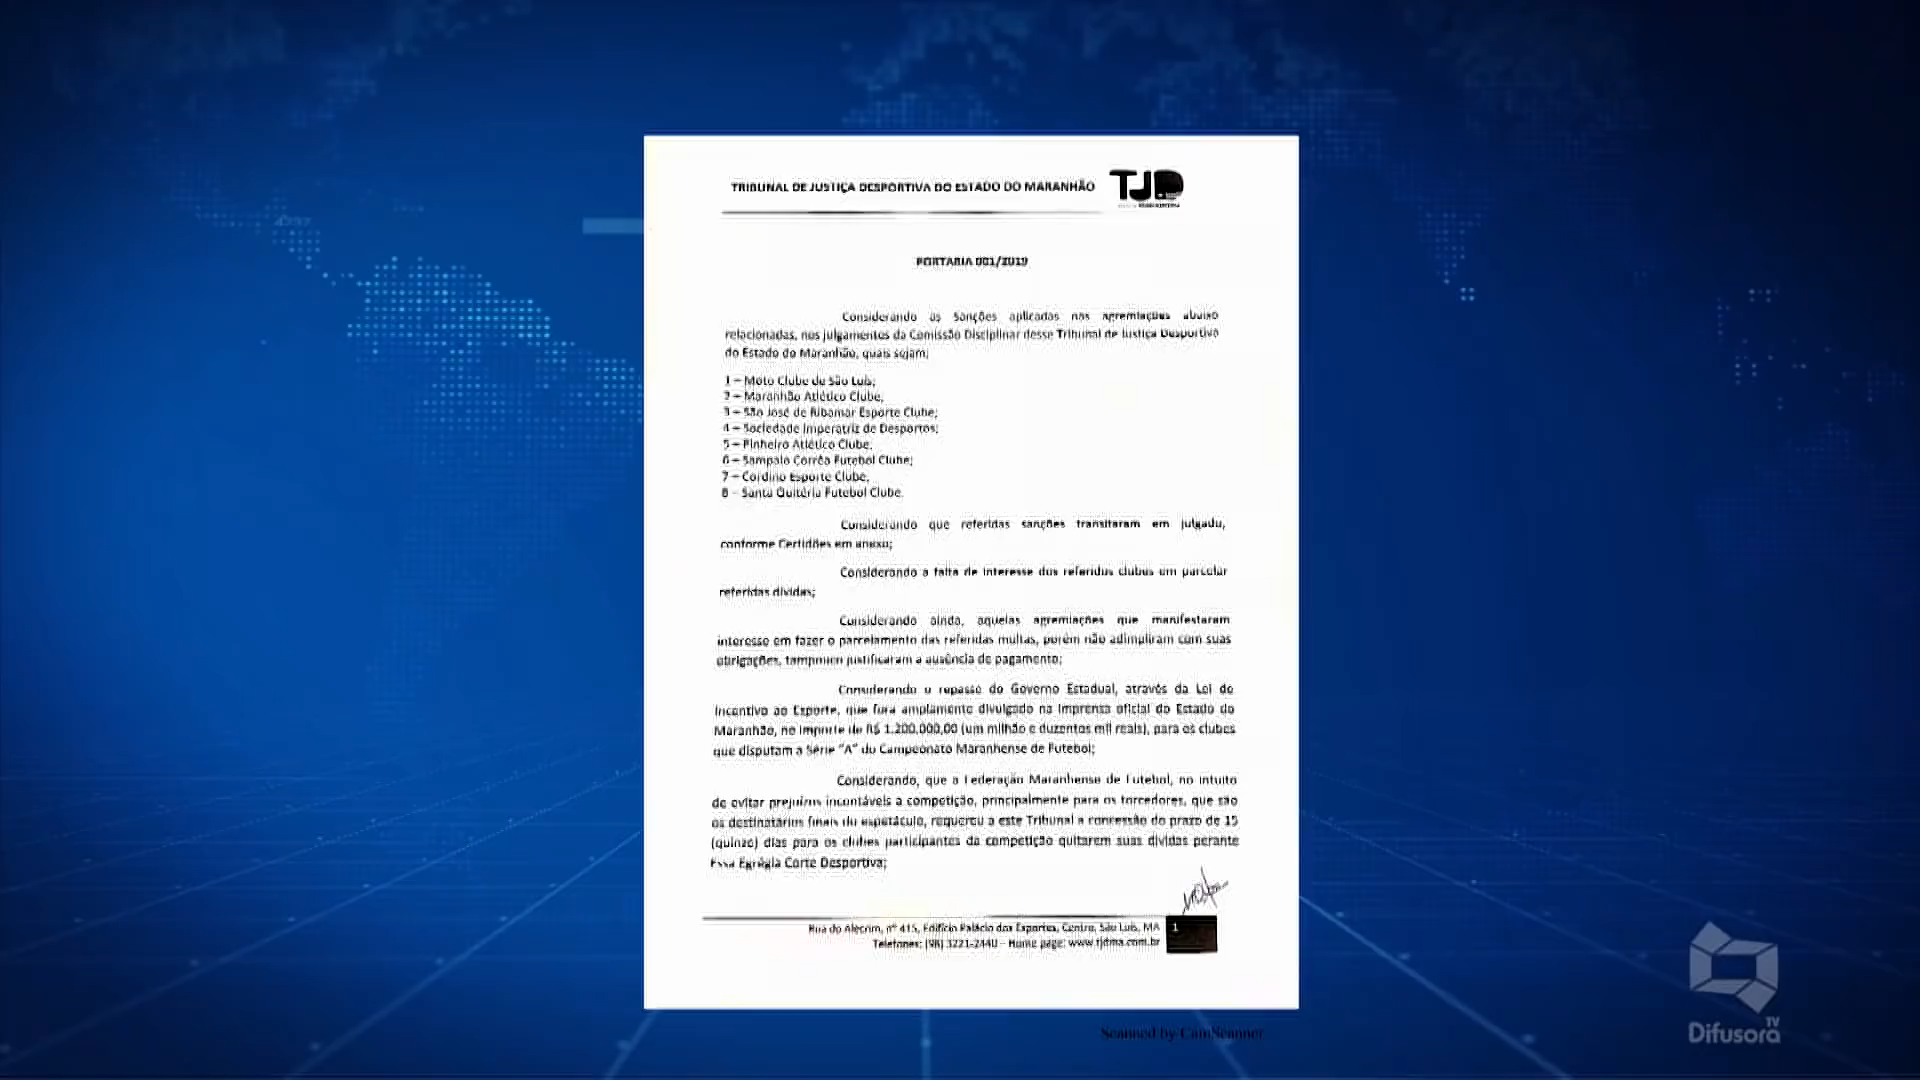 TRIBUNAL DE JUSTIÇA DESPORTIVA DO ESTADO DO MARANHÃO
TJD
PORTARIA 001/2019
Considerando as Sanções aplicadas nas agremiações abaixo
relacionadas, nos julgamentos da Comissão Disciplinar desse Tribunal de Justiça Desportiva
do Estado do Maranhão, quais sejam;
1 – Moto Clube de São Luís;
2 – Maranhão Atlético Clube,
3 – São José de Ribamar Esporte Clube;
4 – Sociedade Imperatriz de Desportos;
5 – Pinheiro Atlético Clube,
6 – Sampaio Corrêa Futebol Clube;
7 – Cordino Esporte Clube,
8 – Santa Quitéria Futebol Clube.
Considerando que referidas sanções transitaram em julgado,
conforme Certidões em anexo;
Considerando a falta de interesse dos referidos clubes em parcelar
referidas dívidas;
Considerando ainda, aquelas agremiações que manifestaram
interesse em fazer o parcelamento das referidas multas, porém não adimpliram com suas
obrigações, tampouco justificaram a ausência de pagamento;
Considerando o repasse do Governo Estadual, através da Lei de
Incentivo ao Esporte, que fora amplamente divulgado na imprensa oficial do Estado do
Maranhão, no importe de R$ 1.200.000,00 (um milhão e duzentos mil reais), para os clubes
que disputam a Série "A" do Campeonato Maranhense de Futebol;
Considerando, que a Federação Maranhense de Futebol, no intuito
de evitar prejuízos incontáveis a competição, principalmente para os torcedores, que são
os destinatários finais do espetáculo, requereu a este Tribunal a concessão do prazo de 15
(quinze) dias para os clubes participantes da competição quitarem suas dívidas perante
Essa Egrégia Corte Desportiva;
Rua do Alecrim, nº 415, Edifício Palácio dos Esportes, Centro, São Luís, MA
Telefones: (98) 3221-2440 – Home page: www.tjdma.com.br
1
Scanned by CamScanner
TV
Difusora